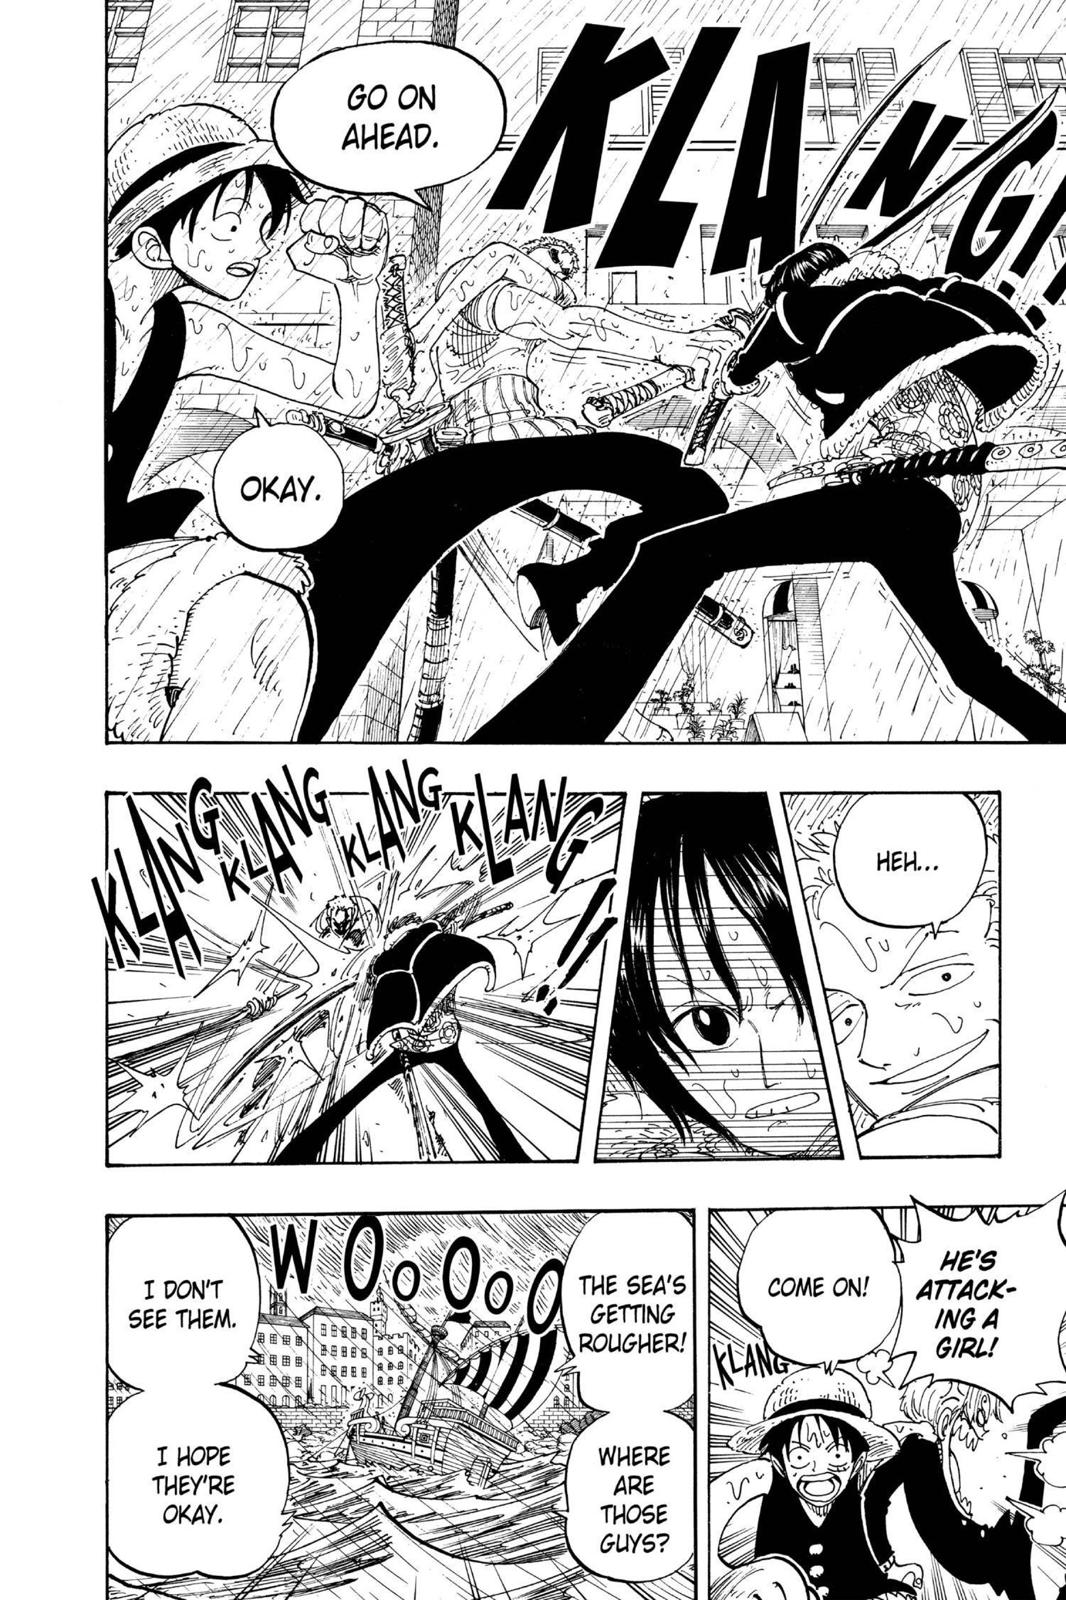 KLANG!!
GO ON
AHEAD.
OKAY.
HEH...
KLANG
KLANG
KLANG
KLANG!!
HE'S
ATTACK-
ING A
GIRL!
COME ON!
KLANG
THE SEA'S
GETTING
ROUGHER!
WOOOOO
I DON'T
SEE THEM.
WHERE
ARE
THOSE
GUYS?
I HOPE
THEY'RE
OKAY.